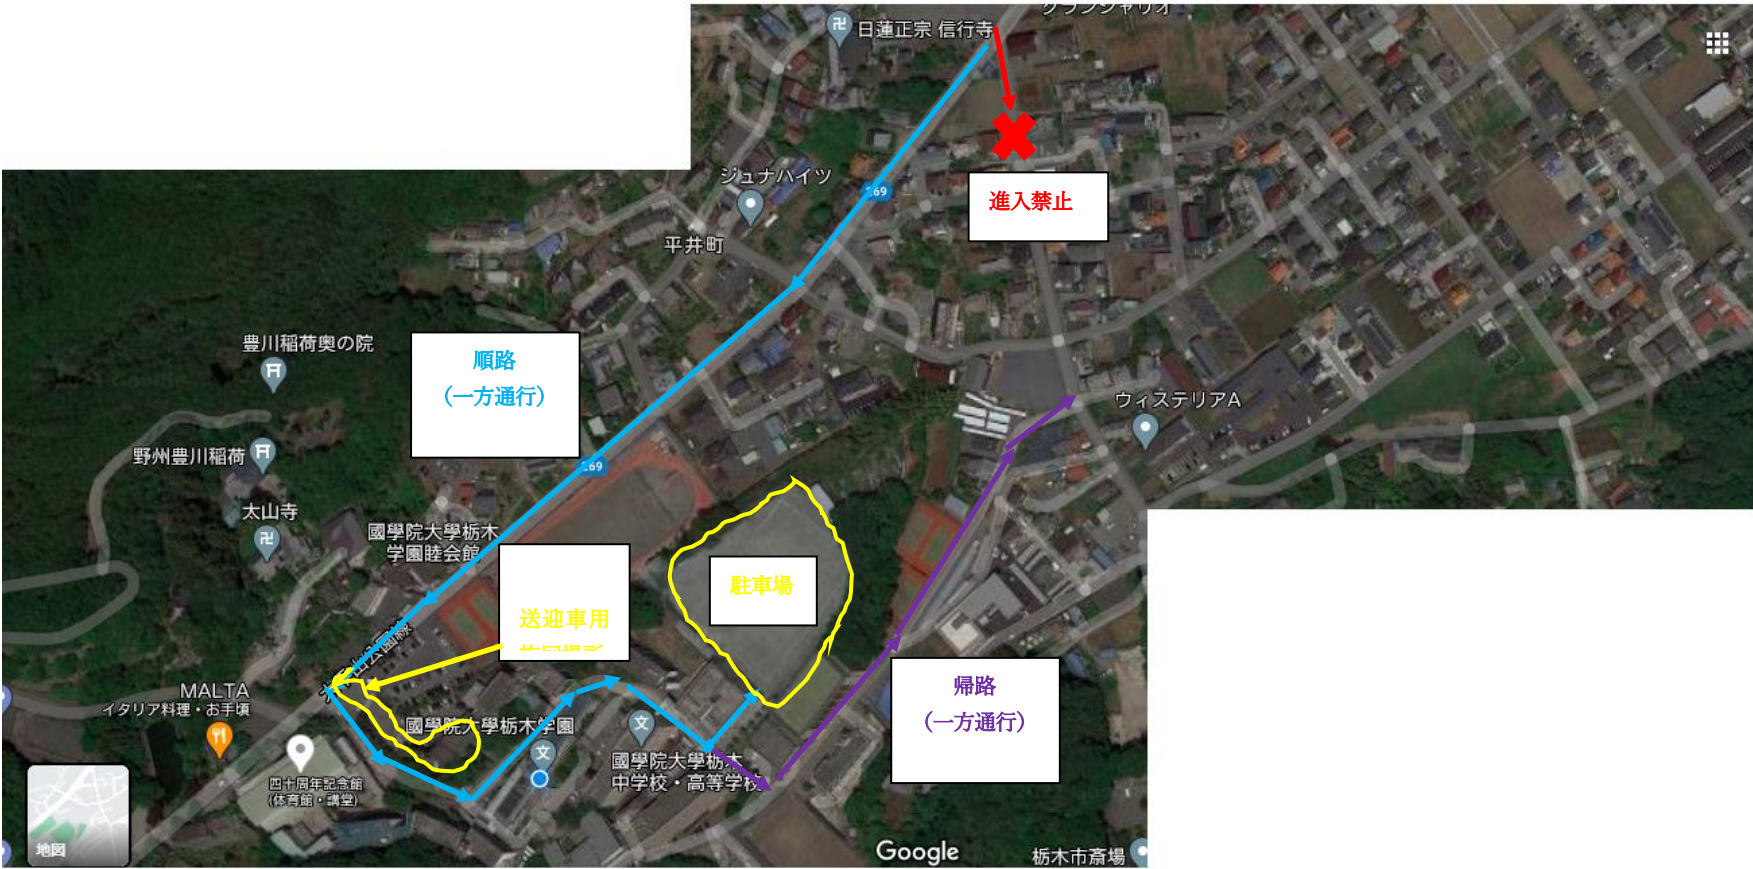 グランシャリオ
日蓮正宗 信行寺
ジュナハイツ
269
進入禁止
平井町
豊川稲荷奥の院
順路
（一方通行）
ウィステリアA
野州豊川稲荷
269
太山寺
國學院大學栃木
学園睦会館
駐車場
送迎車用
MALTA
イタリア料理・お手頃
帰路
（一方通行）
國學院大學栃木学園
國學院大學栃木
中学校・高等学校
四十周年記念館
(体育館・講堂)
地図
Google
栃木市斎場